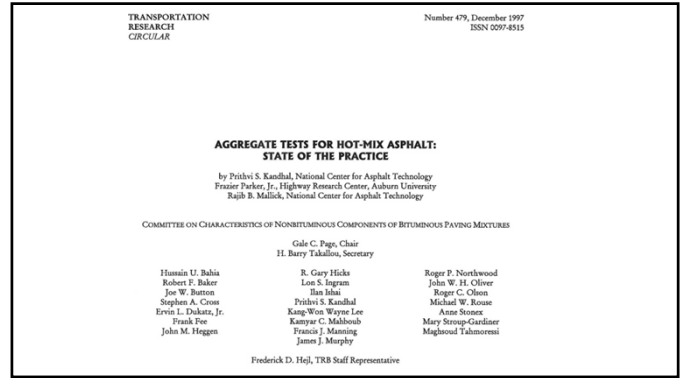 TRANSPORTATION
RESEARCH
CIRCULAR
Number 479, December 1997
ISSN 0097-8515
AGGREGATE TESTS FOR HOT-MIX ASPHALT:
STATE OF THE PRACTICE
by Prithvi S. Kandhal, National Center for Asphalt Technology
Frazier Parker, Jr., Highway Research Center, Auburn University
Rajib B. Mallick, National Center for Asphalt Technology
COMMITTEE ON CHARACTERISTICS OF NONBITUMINOUS COMPONENTS OF BITUMINOUS PAVING MIXTURES
Gale C. Page, Chair
H. Barry Takallou, Secretary
Hussain U. Bahia
Robert F. Baker
Joe W. Button
Stephen A. Cross
Ervin L. Dukatz, Jr.
Frank Fee
John M. Heggen
R. Gary Hicks
Lon S. Ingram
Ilan Ishai
Prithvi S. Kandhal
Kang-Won Wayne Lee
Kamyar C. Mahboub
Francis J. Manning
James J. Murphy
Roger P. Northwood
John W. H. Oliver
Roger C. Olson
Michael W. Rouse
Anne Stonex
Mary Stroup-Gardiner
Maghsoud Tahmoressi
Frederick D. Hejl, TRB Staff Representative